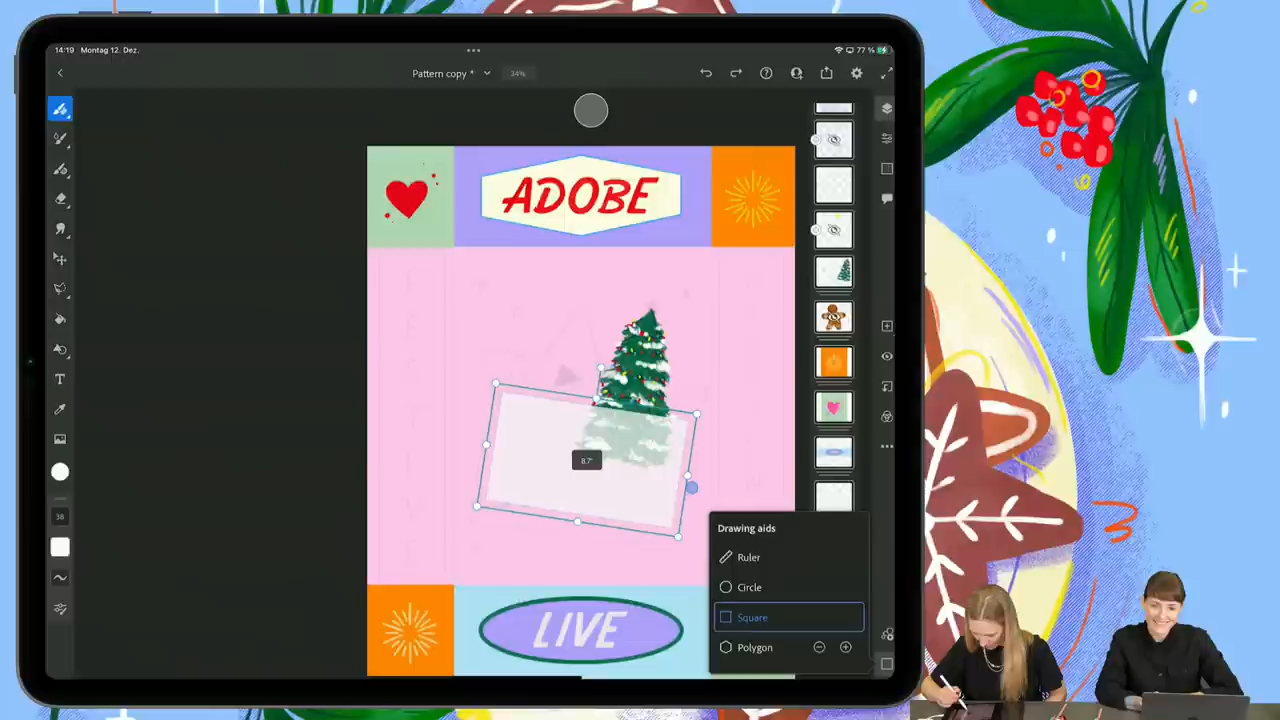 14:19 Montag 12. Dez.
77 %
Pattern copy *
34%
ADOBE
8.7°
38
Drawing aids
Ruler
Circle
Square
Polygon
LIVE